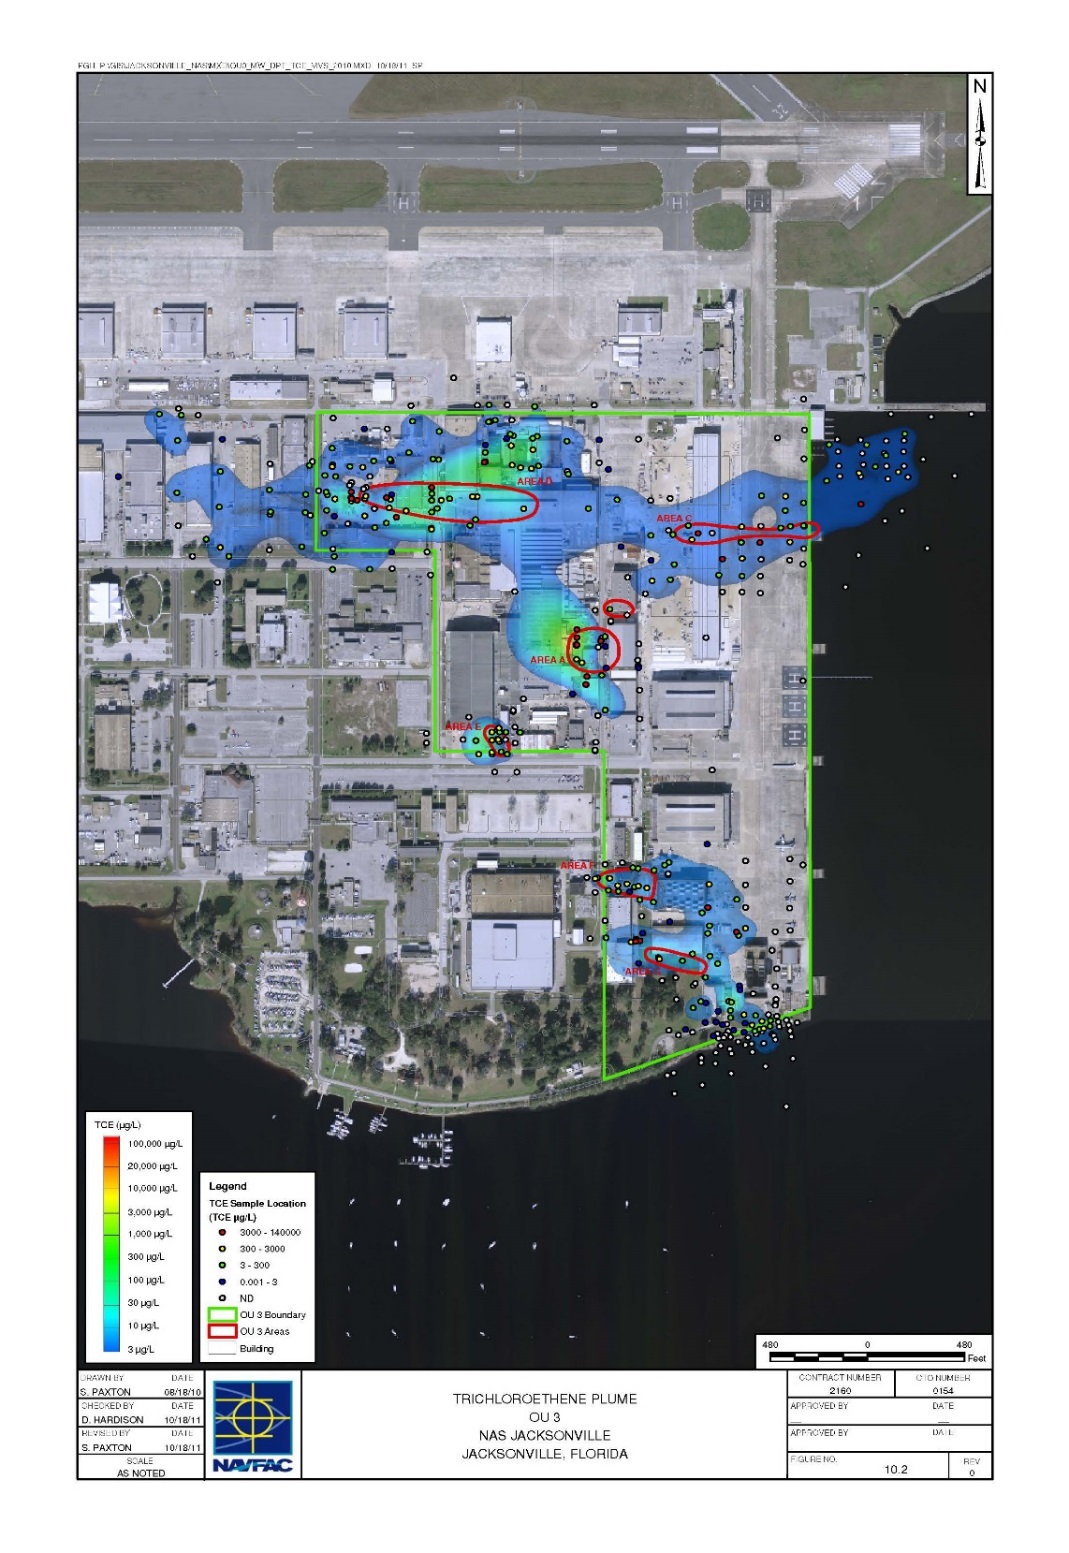 N
H
H
AREA D
AREA C
AREA A
H
AREA E
H
H
AREA F
AREA
TCE (µg/L)
100,000 µg/L
20,000 µg/L
10,000 µg/L
3,000 µg/L
1,000 µg/L
300 µg/L
100 µg/L
30 µg/L
10 µg/L
3 µg/L
Legend
TCE Sample Location
(TCE µg/L)
3000 - 140000
300 - 3000
3 - 300
0.001 - 3
ND
OU 3 Boundary
OU 3 Areas
Building
480 0 480
Feet
DRAWN BY DATE
S. PAXTON 08/18/10
CHECKED BY DATE
D. HARDISON 10/18/11
REVISED BY DATE
S. PAXTON 10/18/11
SCALE
AS NOTED
NAVFAC
TRICHLOROETHENE PLUME
OU 3
NAS JACKSONVILLE
JACKSONVILLE, FLORIDA
CONTRACT NUMBER
2160
CTO NUMBER
0154
APPROVED BY DATE
APPROVED BY DATE
FIGURE NO.
10.2
REV
0